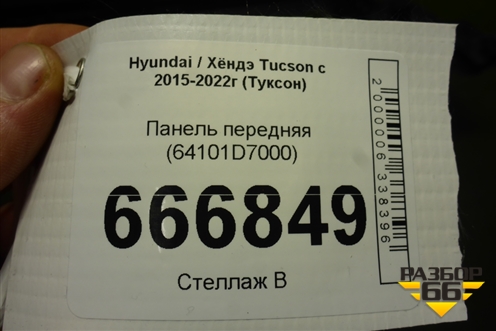 Hyundai / Хёндэ Tucson с
2015-2022г (Туксон)
Панель передняя
(64101D7000)
666849
Стеллаж В
2000006338396
РАЗБОР
66